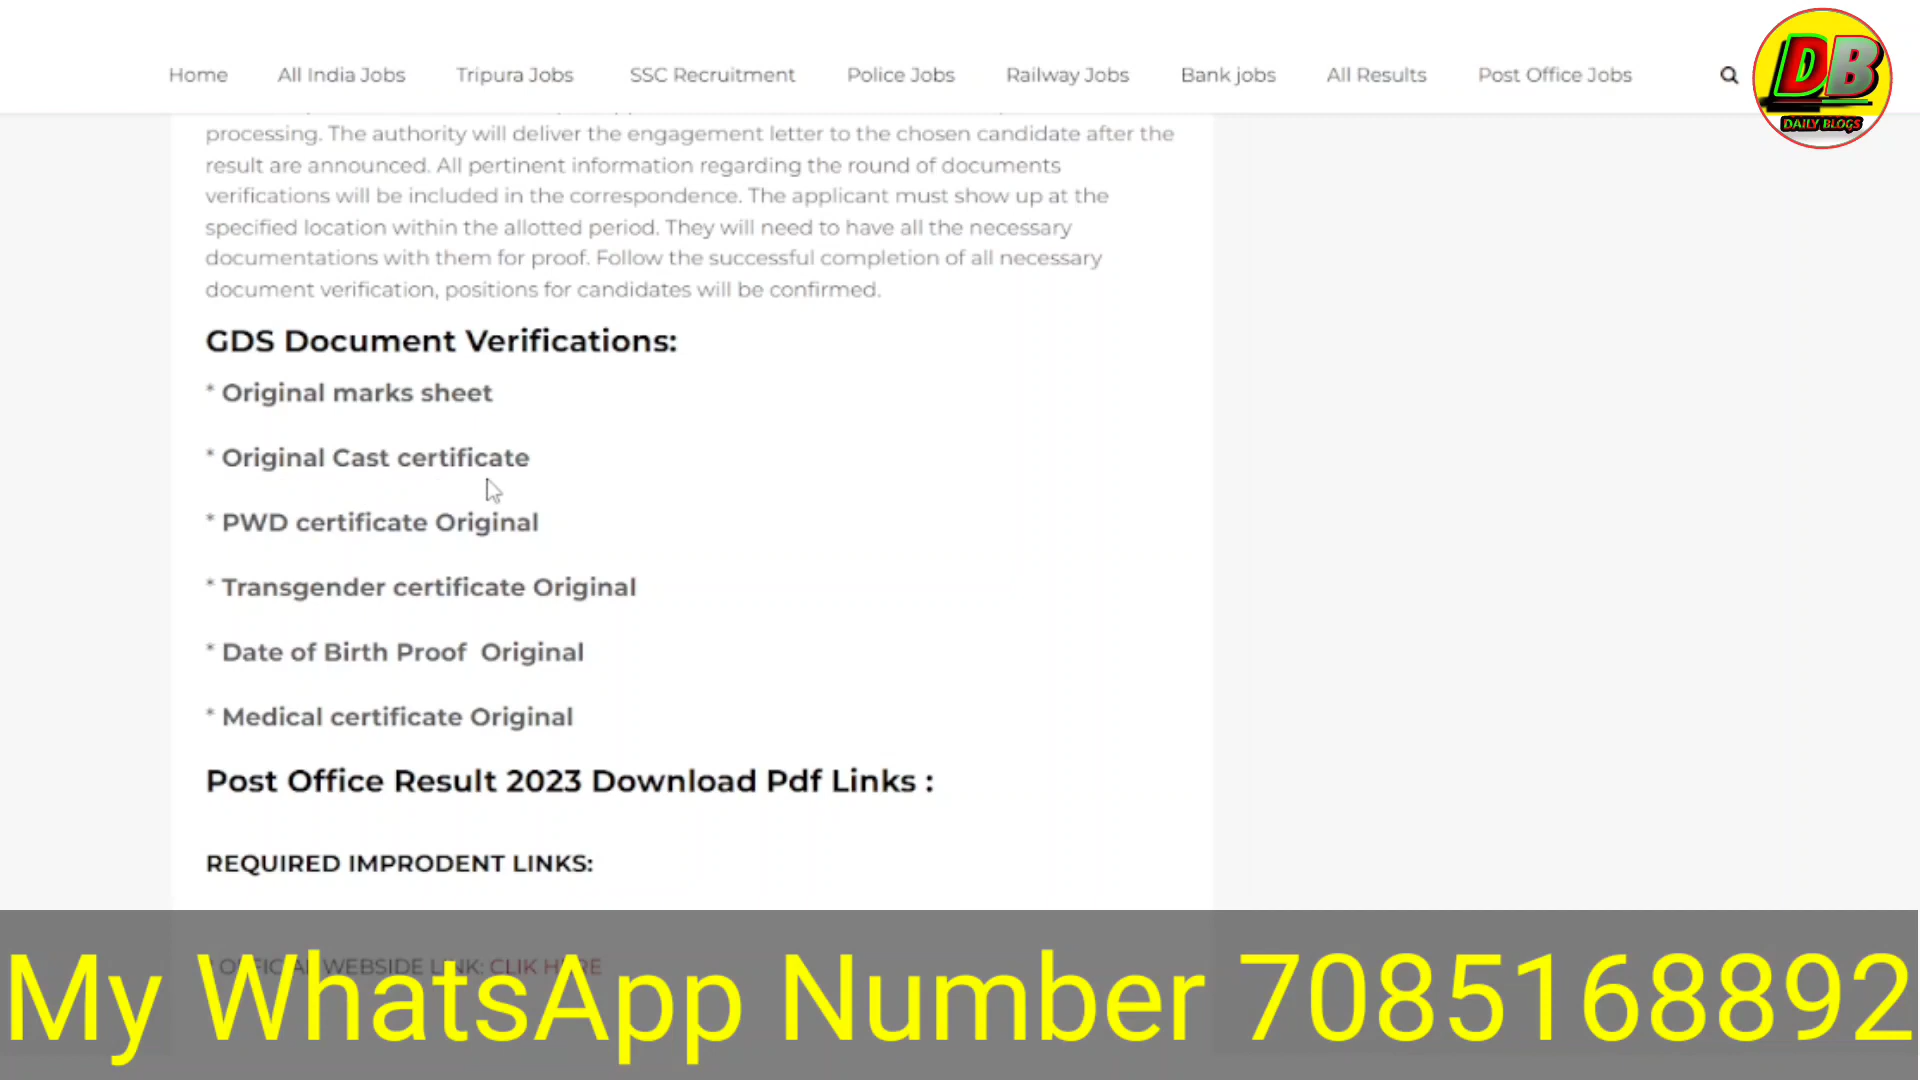 Home All India Jobs Tripura Jobs SSC Recruitment Police Jobs Railway Jobs Bank jobs All Results Post Office Jobs
DB
DAILY BLOGS
processing. The authority will deliver the engagement letter to the chosen candidate after the
result are announced. All pertinent information regarding the round of documents
verifications will be included in the correspondence. The applicant must show up at the
specified location within the allotted period. They will need to have all the necessary
documentations with them for proof. Follow the successful completion of all necessary
document verification, positions for candidates will be confirmed.
GDS Document Verifications:
* Original marks sheet
* Original Cast certificate
* PWD certificate Original
* Transgender certificate Original
* Date of Birth Proof Original
* Medical certificate Original
Post Office Result 2023 Download Pdf Links :
REQUIRED IMPRODENT LINKS:
OFFICIAL WEBSIDE LINK: CLIK HERE
My WhatsApp Number 7085168892